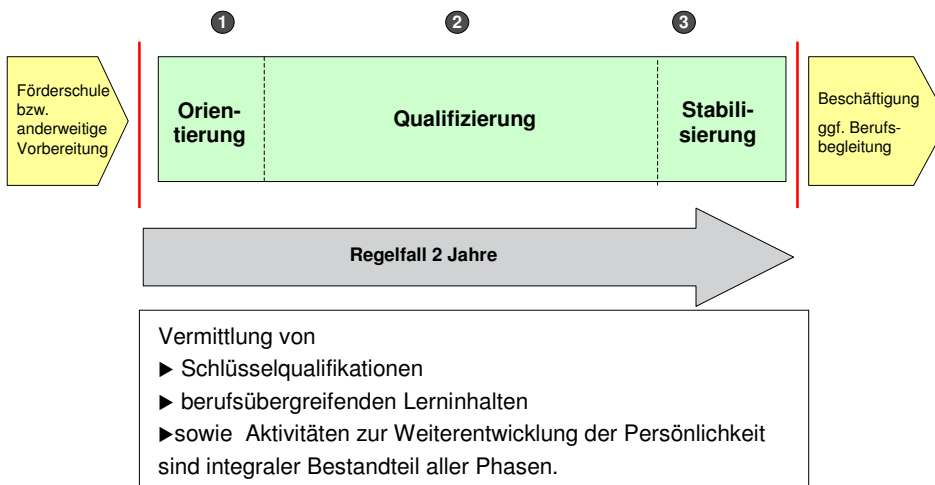 1
2
3
Förderschule
bzw.
anderweitige
Vorbereitung
Orien-
tierung
Qualifizierung
Stabili-
sierung
Beschäftigung
ggf. Berufs-
begleitung
Regelfall 2 Jahre
Vermittlung von
▶ Schlüsselqualifikationen
▶ berufsübergreifenden Lerninhalten
▶sowie Aktivitäten zur Weiterentwicklung der Persönlichkeit
sind integraler Bestandteil aller Phasen.